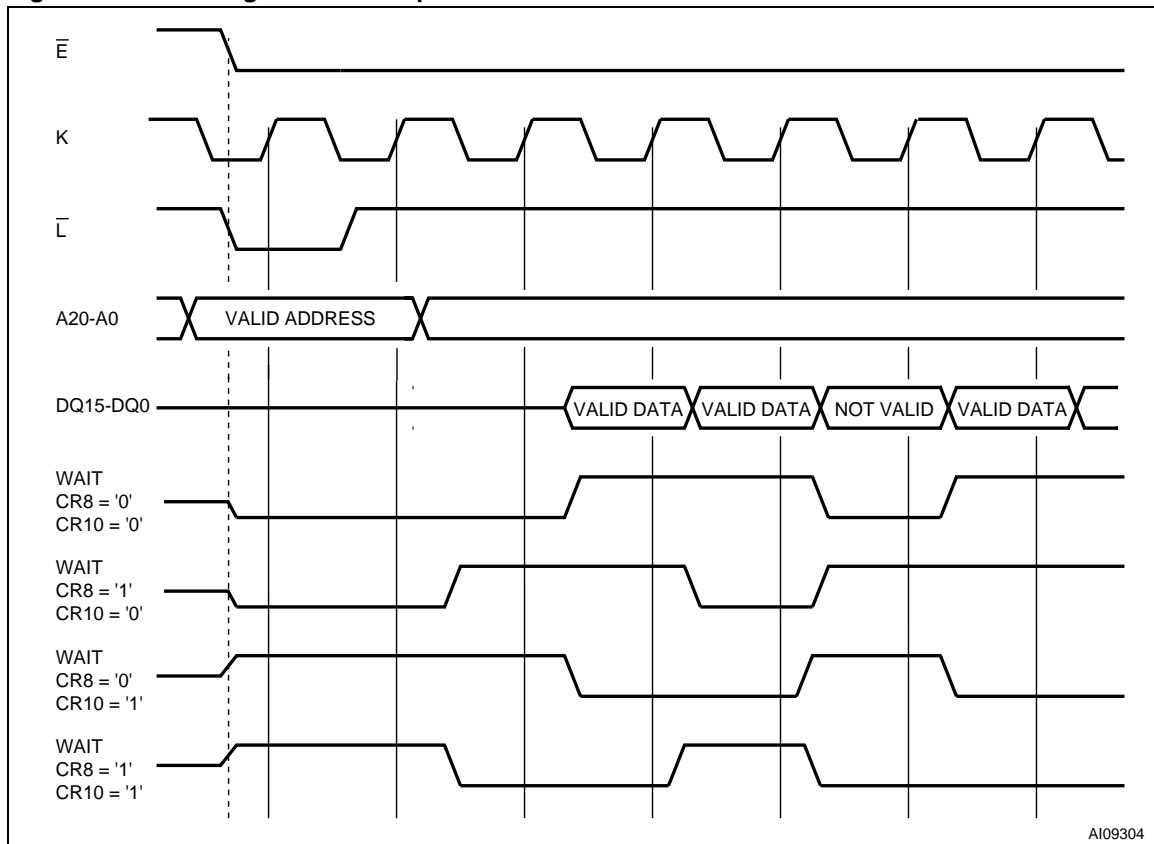 E
K
L
A20-A0 VALID ADDRESS
DQ15-DQ0 VALID DATA VALID DATA NOT VALID VALID DATA
WAIT
CR8 = '0'
CR10 = '0'
WAIT
CR8 = '1'
CR10 = '0'
WAIT
CR8 = '0'
CR10 = '1'
WAIT
CR8 = '1'
CR10 = '1'
AI09304